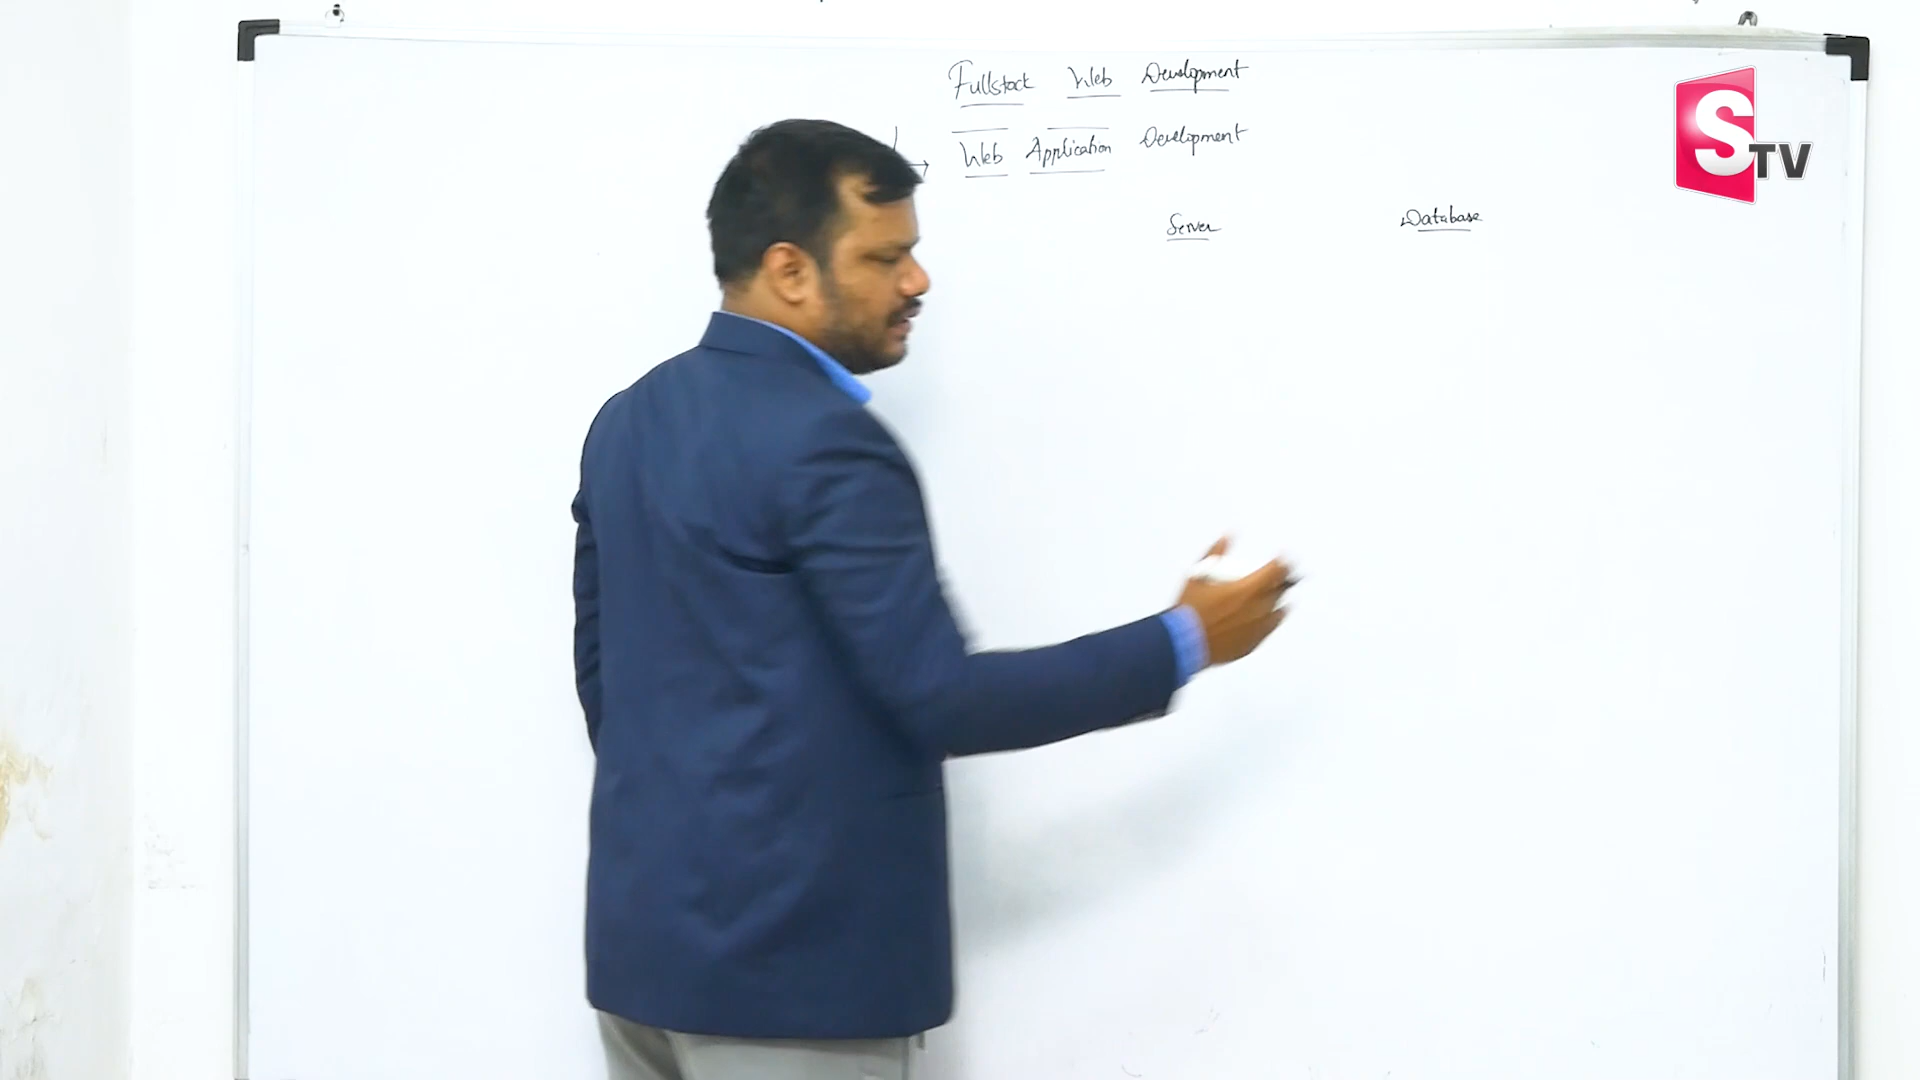 Fullstack Web Development
Web Application Development
Server Database
STV